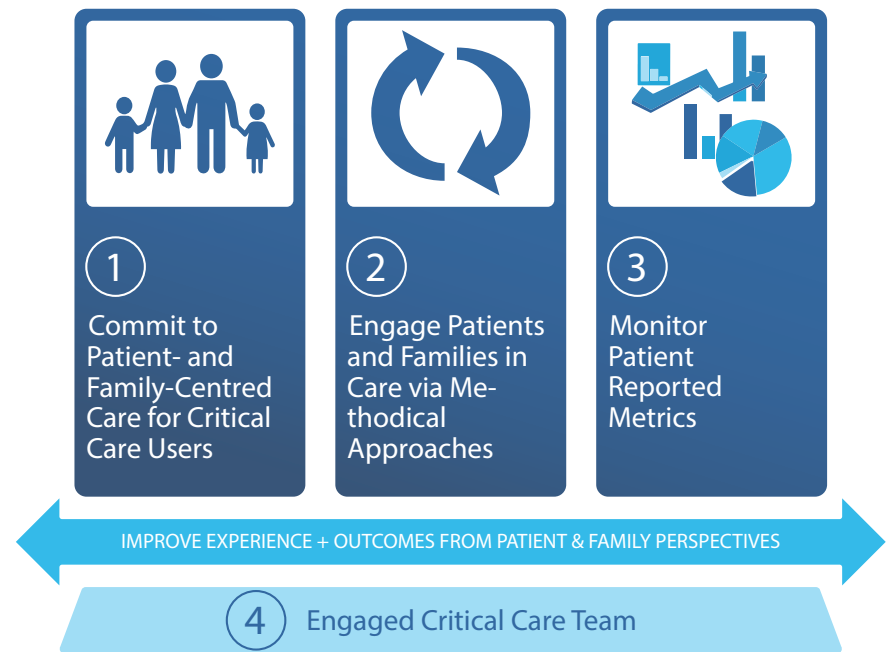 1
Commit to
Patient- and
Family-Centred
Care for Critical
Care Users
2
Engage Patients
and Families in
Care via Me-
thodical
Approaches
3
Monitor
Patient
Reported
Metrics
IMPROVE EXPERIENCE + OUTCOMES FROM PATIENT & FAMILY PERSPECTIVES
4 Engaged Critical Care Team